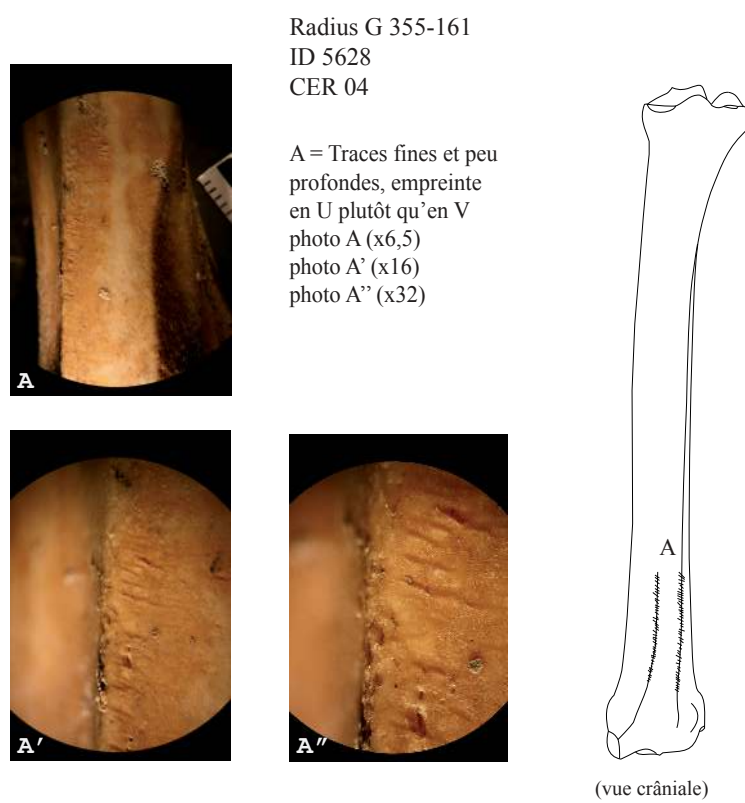 Radius G 355-161
ID 5628
CER 04
A = Traces fines et peu
profondes, empreinte
en U plutôt qu’en V
photo A (x6,5)
photo A’ (x16)
photo A’’ (x32)
A
A′
A″
A
(vue crâniale)